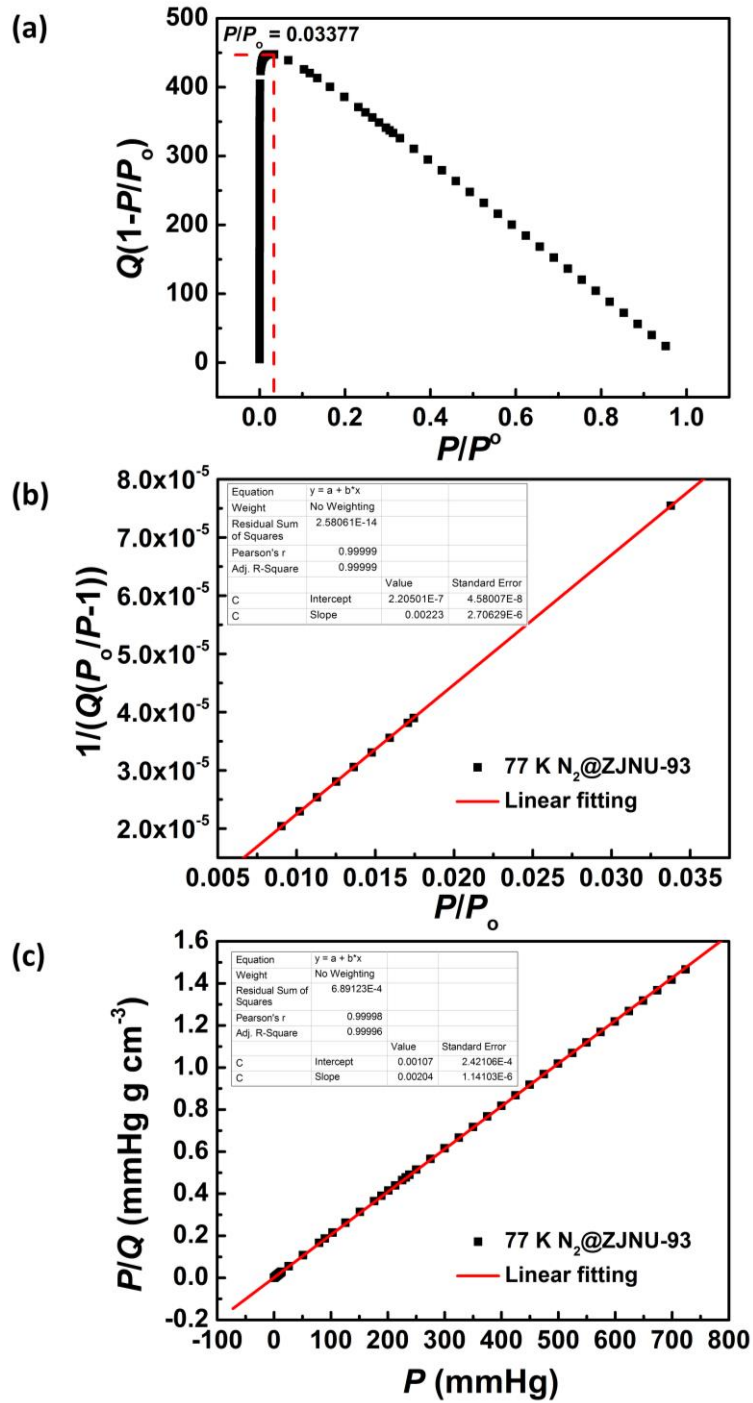 (a)
P/Pₒ = 0.03377
500
400
300
200
100
0
Q(1-P/Pₒ)
0.0 0.2 0.4 0.6 0.8 1.0
P/Pᵒ
(b)
8.0x10⁻⁵
7.0x10⁻⁵
6.0x10⁻⁵
5.0x10⁻⁵
4.0x10⁻⁵
3.0x10⁻⁵
2.0x10⁻⁵
1/(Q(Pₒ/P-1))
Equation y = a + b*x
Weight No Weighting
Residual Sum of Squares 2.58061E-14
Pearson's r 0.99999
Adj. R-Square 0.99999
Value Standard Error
C Intercept 2.20501E-7 4.58007E-8
C Slope 0.00223 2.70629E-6
77 K N₂@ZJNU-93
Linear fitting
0.005 0.010 0.015 0.020 0.025 0.030 0.035
P/Pₒ
(c)
1.6
1.4
1.2
1.0
0.8
0.6
0.4
0.2
0.0
-0.2
P/Q (mmHg g cm⁻³)
Equation y = a + b*x
Weight No Weighting
Residual Sum of Squares 6.89123E-4
Pearson's r 0.99998
Adj. R-Square 0.99996
Value Standard Error
C Intercept 0.00107 2.42106E-4
C Slope 0.00204 1.14103E-6
77 K N₂@ZJNU-93
Linear fitting
-100 0 100 200 300 400 500 600 700 800
P (mmHg)